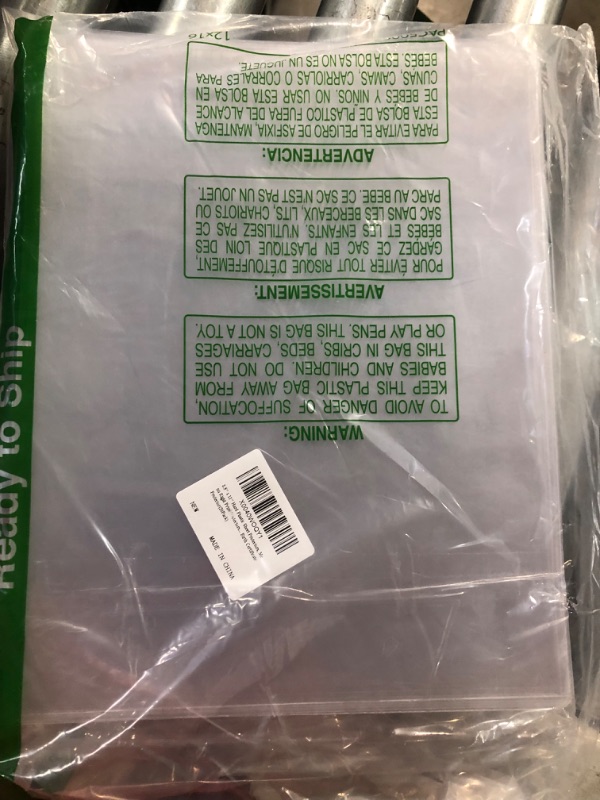 WARNING:
TO AVOID DANGER OF SUFFOCATION,
KEEP THIS PLASTIC BAG AWAY FROM
BABIES AND CHILDREN. DO NOT USE
THIS BAG IN CRIBS, BEDS, CARRIAGES
OR PLAY PENS. THIS BAG IS NOT A TOY.
AVERTISSEMENT:
POUR ÉVITER TOUT RISQUE D'ÉTOUFFEMENT,
GARDEZ CE SAC EN PLASTIQUE LOIN DES
BEBES ET LES ENFANTS. N'UTILISEZ PAS CE
SAC DANS LES BERCEAUX, LITS, CHARIOTS OU
PARC AU BEBE. CE SAC N'EST PAS UN JOUET.
ADVERTENCIA:
PARA EVITAR EL PELIGRO DE ASFIXIA, MANTENGA
ESTA BOLSA DE PLASTICO FUERA DEL ALCANCE
DE BEBES Y NINOS. NO USAR ESTA BOLSA EN
CUNAS, CAMAS, CARRIOLAS O CORRALES PARA
BEBES. ESTA BOLSA NO ES UN JUGUETE.
12x16
Ready to Ship
X0040WOQY1
NEW
MADE IN CHINA